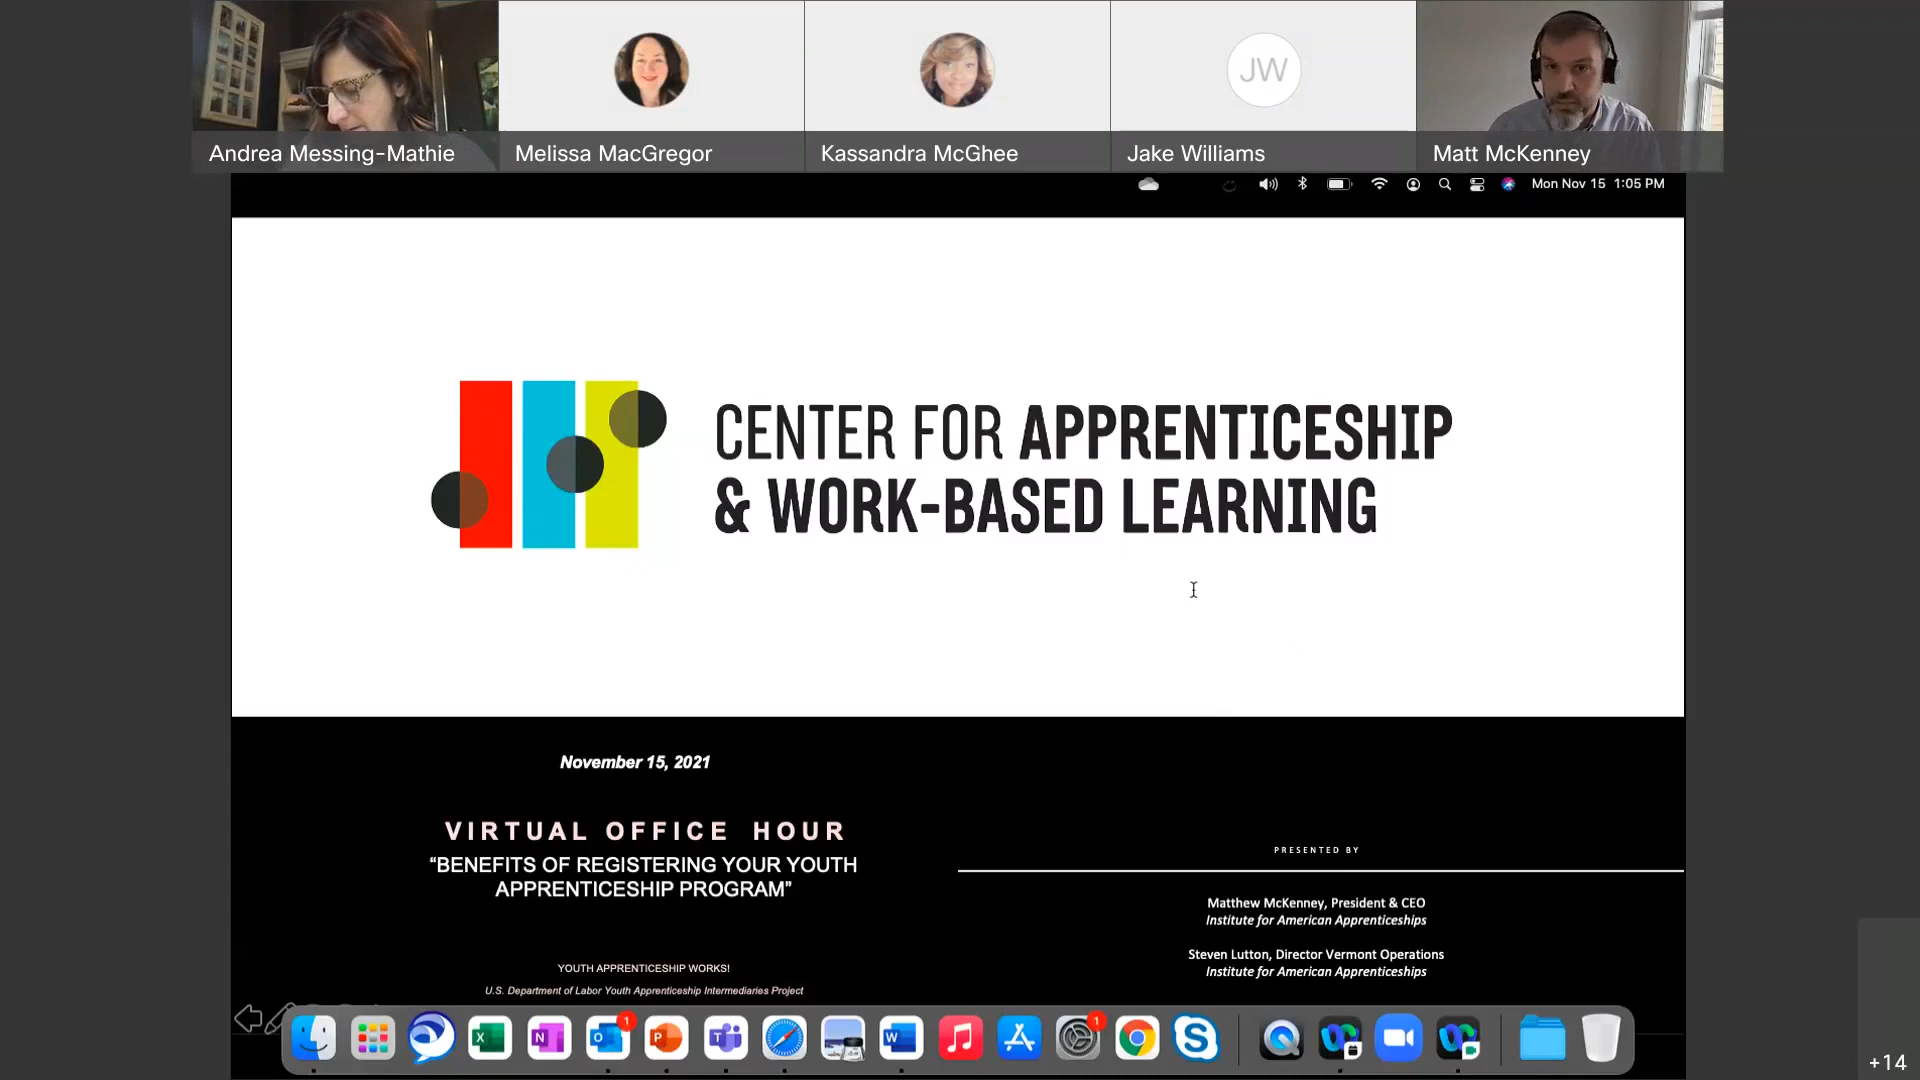 JW
Andrea Messing-Mathie
Melissa MacGregor
Kassandra McGhee
Jake Williams
Matt McKenney
Mon Nov 15 1:05 PM
CENTER FOR APPRENTICESHIP
& WORK-BASED LEARNING
November 15, 2021
VIRTUAL OFFICE HOUR
“BENEFITS OF REGISTERING YOUR YOUTH
APPRENTICESHIP PROGRAM”
YOUTH APPRENTICESHIP WORKS!
U.S. Department of Labor Youth Apprenticeship Intermediaries Project
PRESENTED BY
Matthew McKenney, President & CEO
Institute for American Apprenticeships
Steven Lutton, Director Vermont Operations
Institute for American Apprenticeships
1
1
X
N
O
P
T
W
S
+14